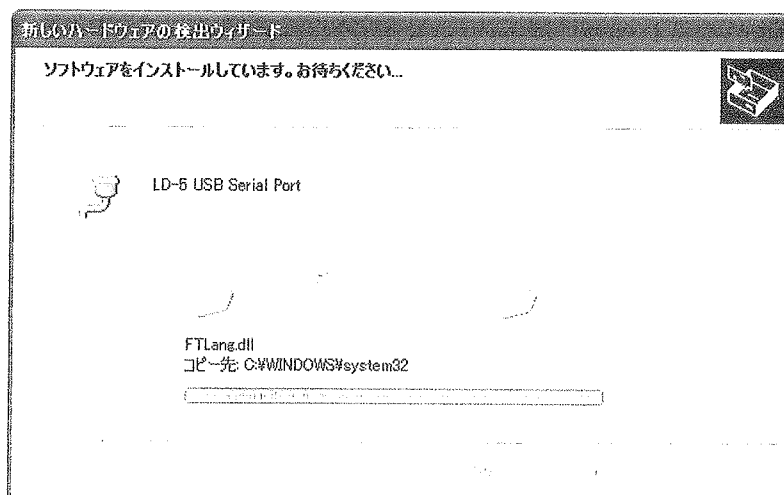 新しいハードウェアの検出ウィザード
ソフトウェアをインストールしています。お待ちください...
LD-5 USB Serial Port
FTLang.dll
コピー先: C:¥WINDOWS¥system32